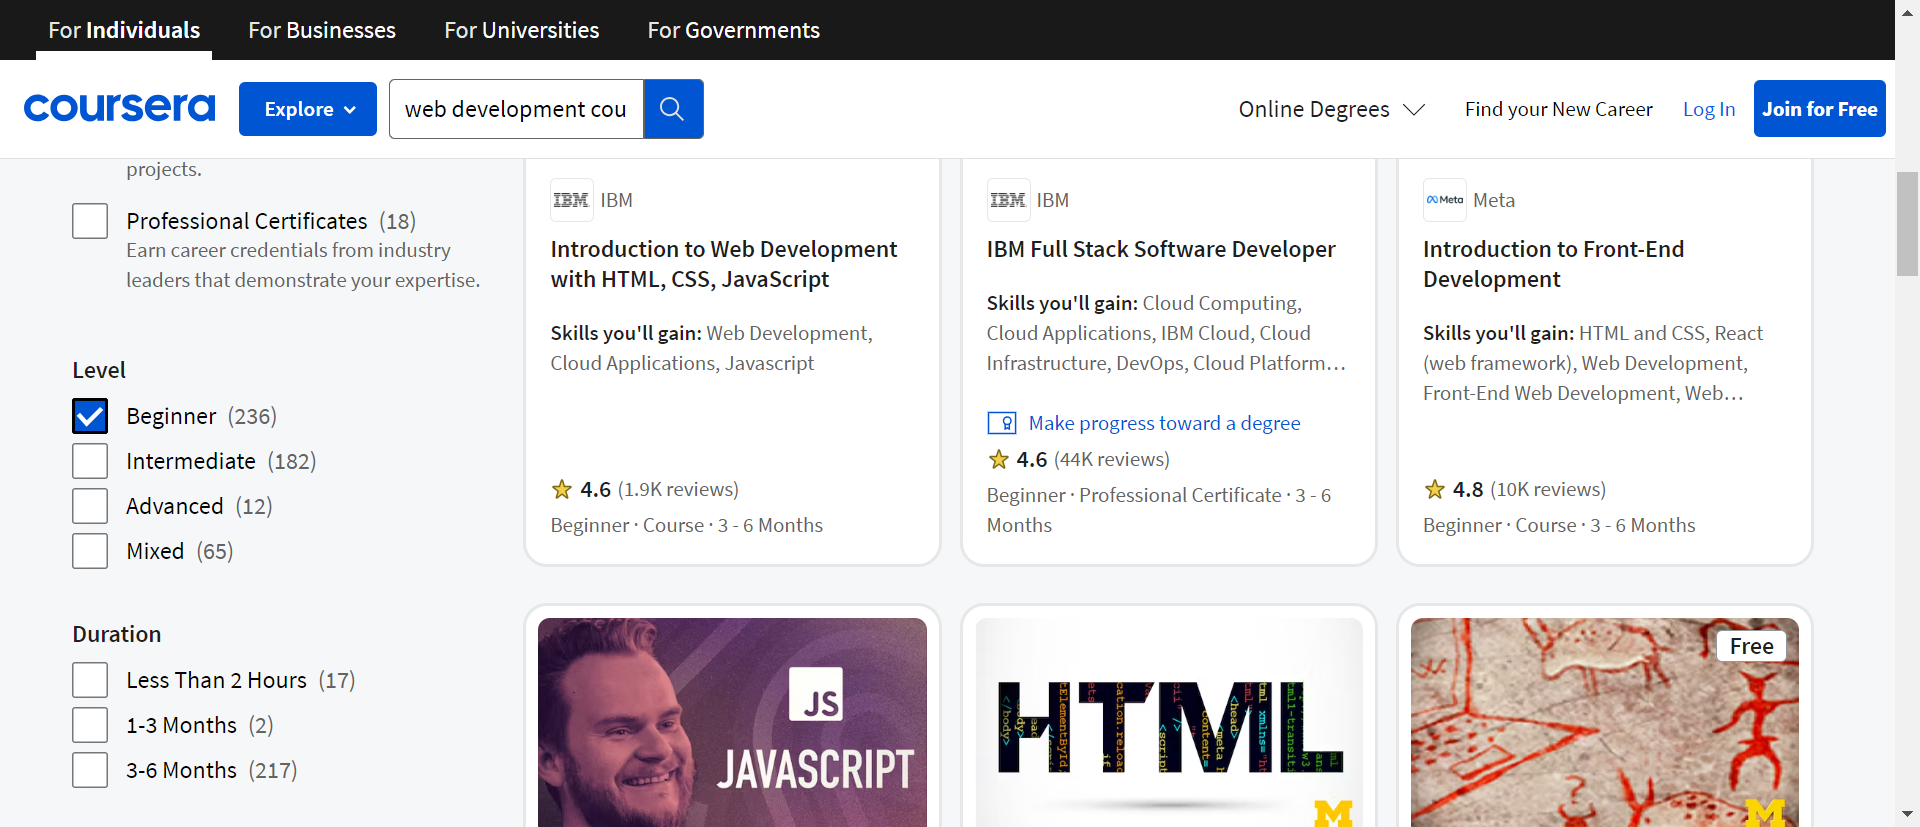 For Individuals
For Businesses
For Universities
For Governments
coursera
Explore
web development cou
Online Degrees
Find your New Career
Log In
Join for Free
projects.
Professional Certificates (18)
Earn career credentials from industry
leaders that demonstrate your expertise.
Level
Beginner (236)
Intermediate (182)
Advanced (12)
Mixed (65)
Duration
Less Than 2 Hours (17)
1-3 Months (2)
3-6 Months (217)
IBM IBM
Introduction to Web Development
with HTML, CSS, JavaScript
Skills you'll gain: Web Development,
Cloud Applications, Javascript
4.6 (1.9K reviews)
Beginner · Course · 3 - 6 Months
IBM IBM
IBM Full Stack Software Developer
Skills you'll gain: Cloud Computing,
Cloud Applications, IBM Cloud, Cloud
Infrastructure, DevOps, Cloud Platform…
Make progress toward a degree
4.6 (44K reviews)
Beginner · Professional Certificate · 3 - 6
Months
Meta Meta
Introduction to Front-End
Development
Skills you'll gain: HTML and CSS, React
(web framework), Web Development,
Front-End Web Development, Web…
4.8 (10K reviews)
Beginner · Course · 3 - 6 Months
JS
JAVASCRIPT
HTML
M
Free
M